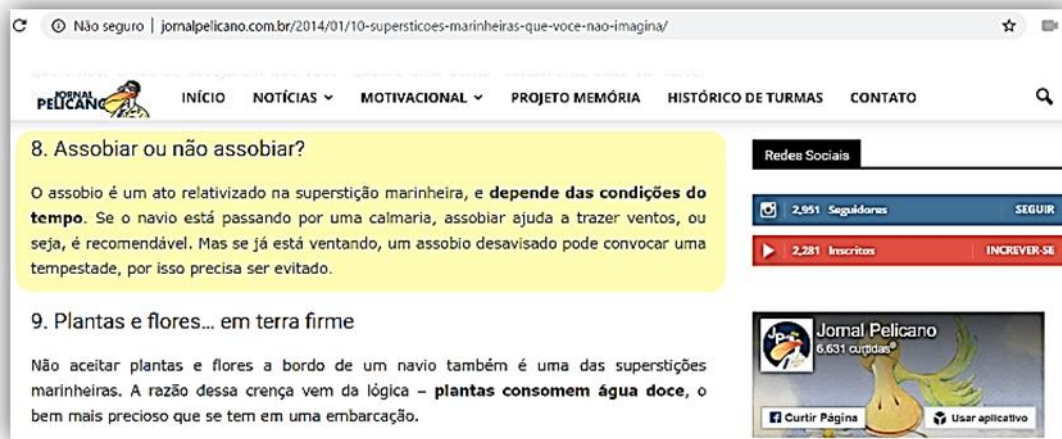 Não seguro | jornalpelicano.com.br/2014/01/10-supersticoes-marinheiras-que-voce-nao-imagina/
JORNAL
PELICANO
INÍCIO NOTÍCIAS MOTIVACIONAL PROJETO MEMÓRIA HISTÓRICO DE TURMAS CONTATO
8. Assobiar ou não assobiar?
O assobio é um ato relativizado na superstição marinheira, e depende das condições do
tempo. Se o navio está passando por uma calmaria, assobiar ajuda a trazer ventos, ou
seja, é recomendável. Mas se já está ventando, um assobio desavisado pode convocar uma
tempestade, por isso precisa ser evitado.
9. Plantas e flores... em terra firme
Não aceitar plantas e flores a bordo de um navio também é uma das superstições
marinheiras. A razão dessa crença vem da lógica – plantas consomem água doce, o
bem mais precioso que se tem em uma embarcação.
Redes Sociais
2,951 Seguidores SEGUIR
2,281 Inscritos INCREVER-SE
Jornal Pelicano
6.631 curtidas
Curtir Página Usar aplicativo